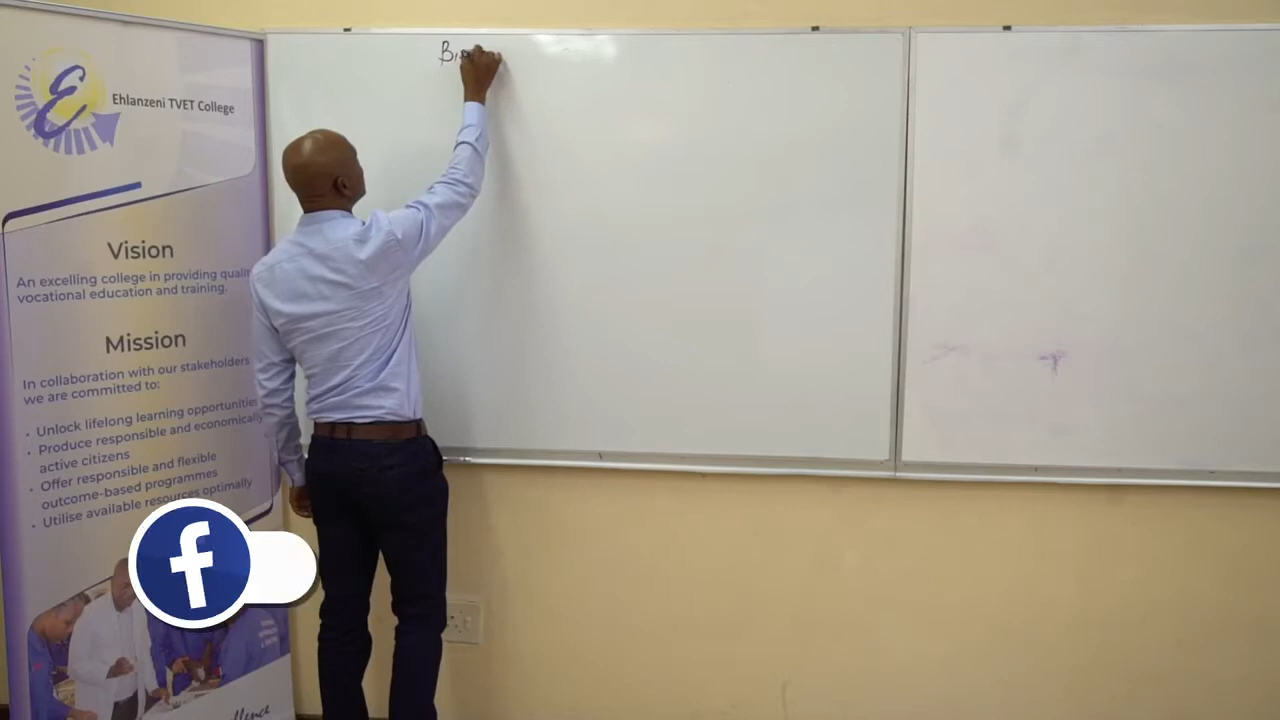 Ehlanzeni TVET College
Vision
An excelling college in providing
vocational education and training.
Mission
In collaboration with our stakeholders
we are committed to:
• Unlock lifelong learning opportunities
• Produce responsible and economically
active citizens
• Offer responsible and flexible
outcome-based programmes
• Utilise available resources optimally